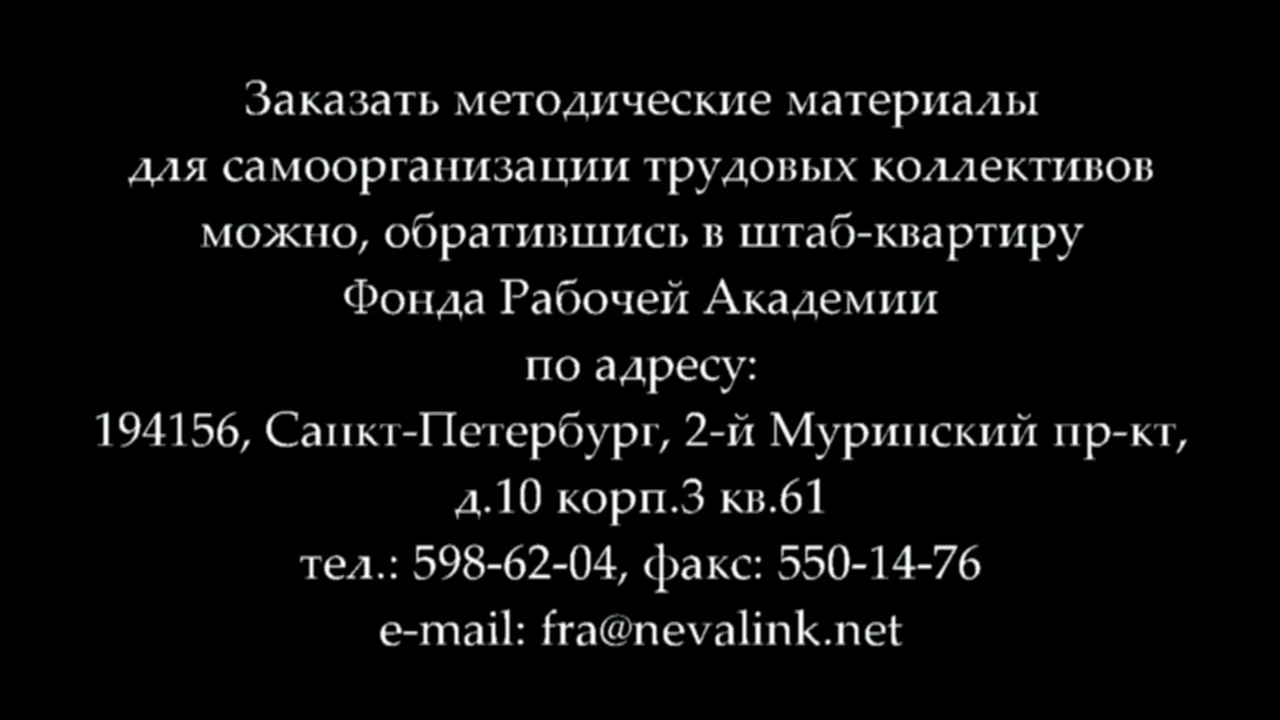 Заказать методические материалы
для самоорганизации трудовых коллективов
можно, обратившись в штаб-квартиру
Фонда Рабочей Академии
по адресу:
194156, Санкт-Петербург, 2-й Муринский пр-кт,
д.10 корп.3 кв.61
тел.: 598-62-04, факс: 550-14-76
e-mail: fra@nevalink.net